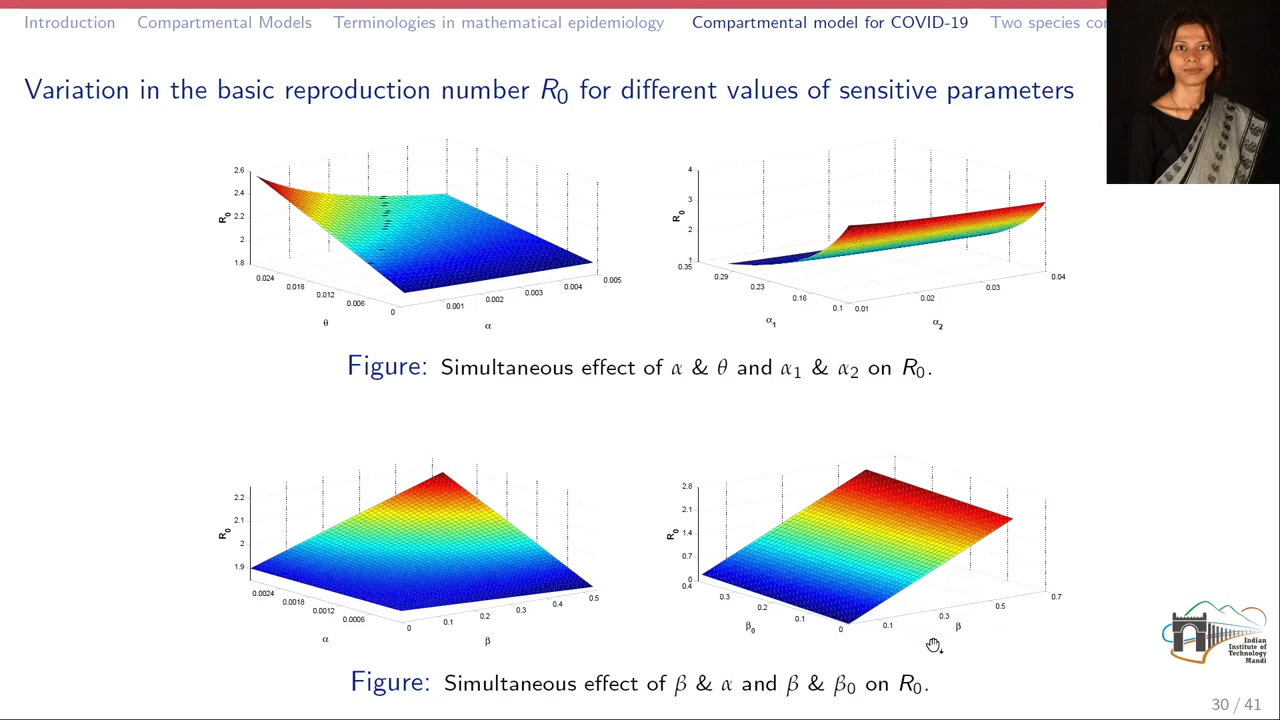 Introduction Compartmental Models Terminologies in mathematical epidemiology Compartmental model for COVID-19 Two species
Variation in the basic reproduction number R0 for different values of sensitive parameters
2.6
2.4
2.2
2
1.8
R0
0.024
0.018
0.012
0.006
0
θ
0.001
0.002
0.003
0.004
0.005
α
4
3
2
1
R0
0.35
0.29
0.23
0.16
0.1
α1
0.01
0.02
0.03
0.04
α2
Figure: Simultaneous effect of α & θ and α1 & α2 on R0.
2.2
2.1
2
1.9
R0
0.0024
0.0018
0.0012
0.0006
α
0
0.1
0.2
0.3
0.4
0.5
β
2.8
2.1
1.4
0.7
0
R0
0.4
0.3
0.2
0.1
0
β0
0.1
0.3
0.5
0.7
β
Figure: Simultaneous effect of β & α and β & β0 on R0.
Indian
Institute of
Technology
Mandi
30 / 41